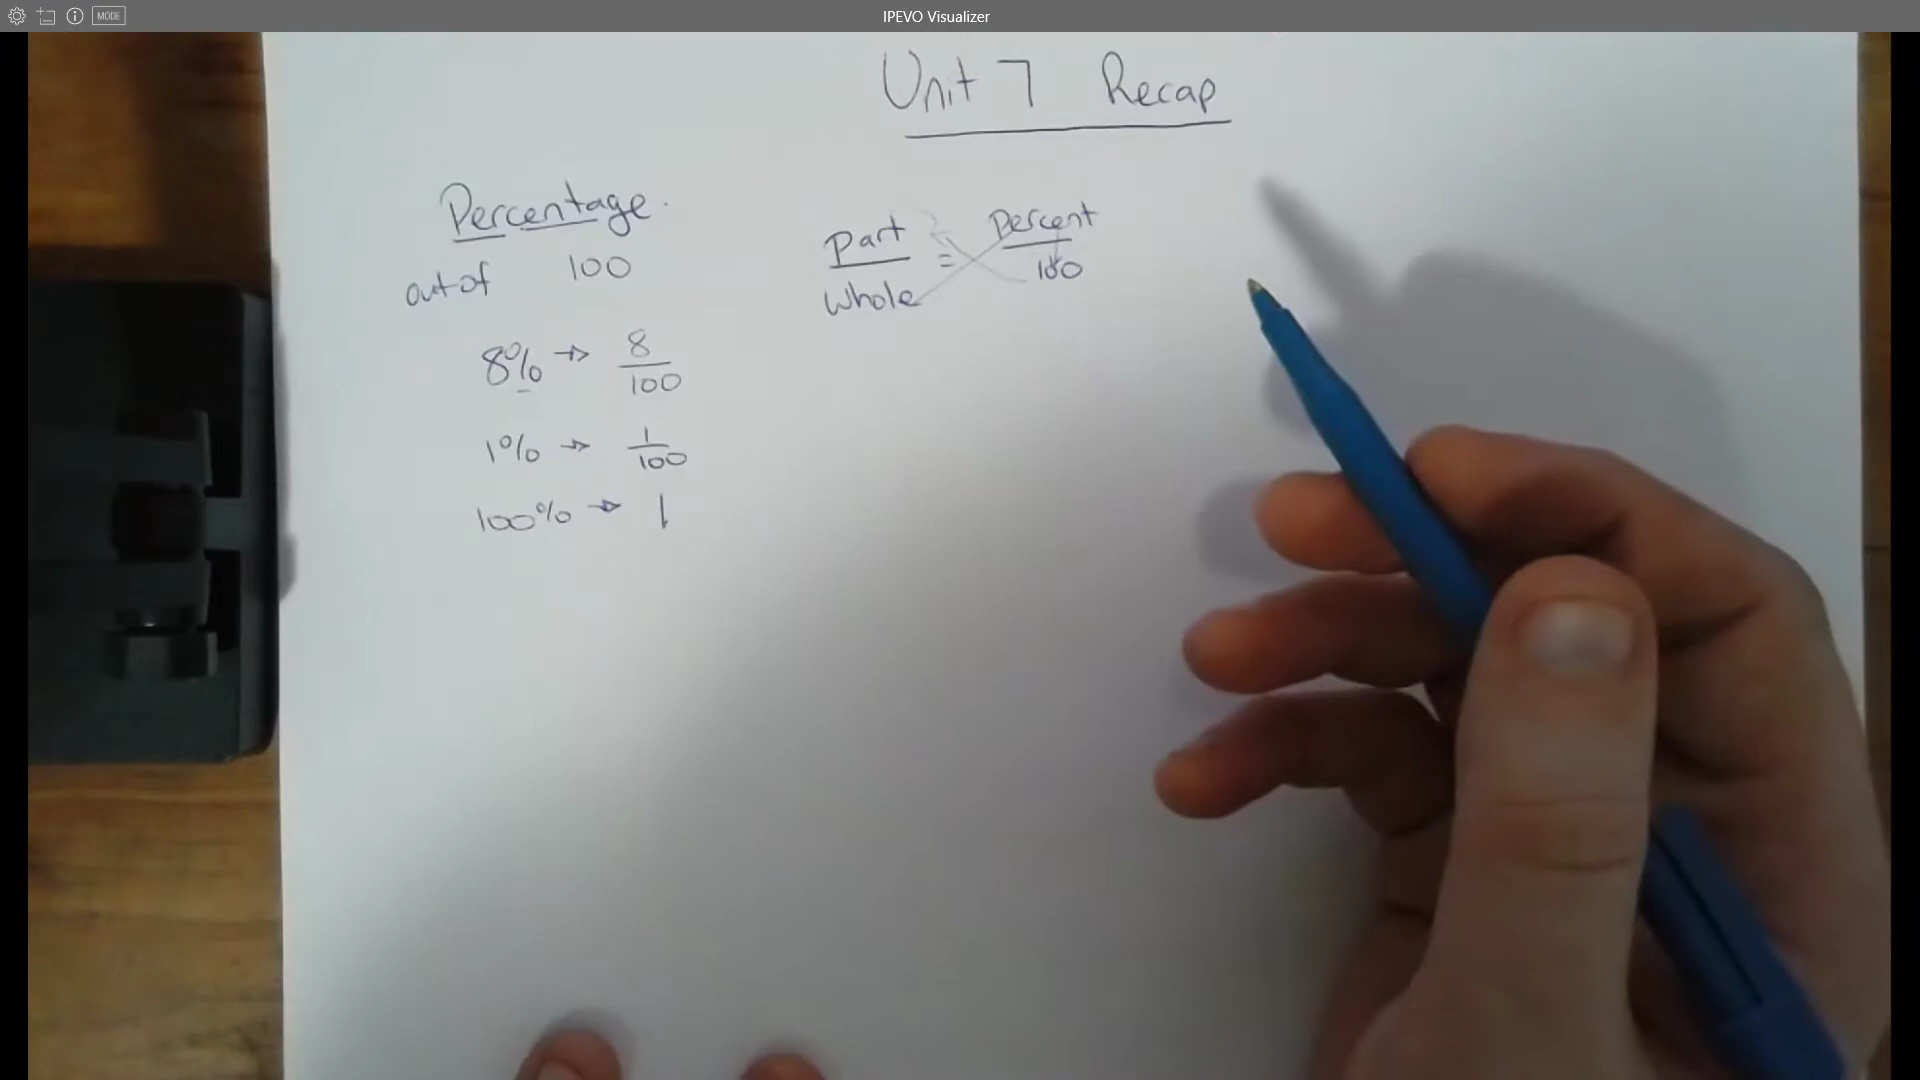 MODE
IPEVO Visualizer
Unit 7 Recap
Percentage.
out of 100
8% → 8/100
1% → 1/100
100% → 1
Part/Whole = Percent/100